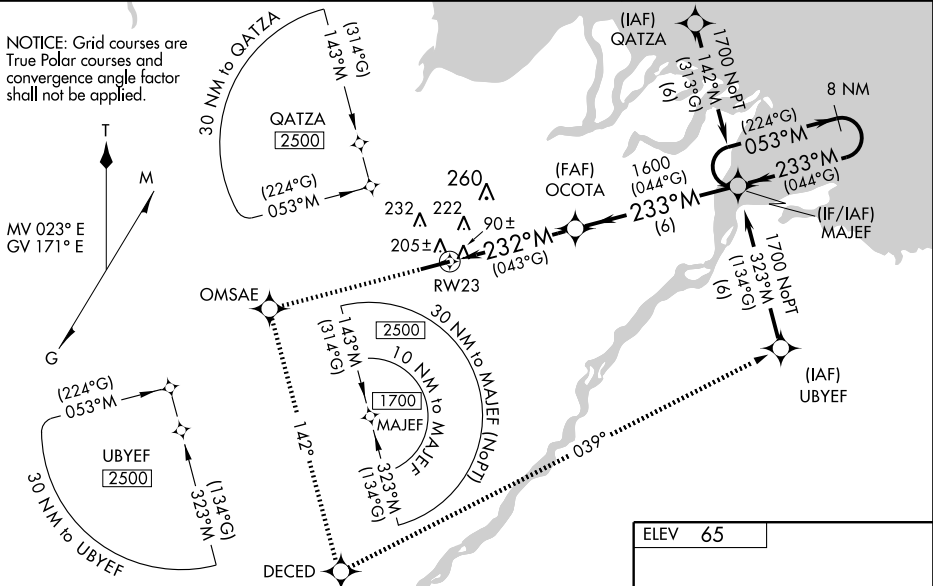 NOTICE: Grid courses are
True Polar courses and
convergence angle factor
shall not be applied.
T
M
MV 023° E
GV 171° E
G
30 NM to QATZA
(314°G)
143°M
QATZA
2500
(224°G)
053°M
(IAF)
QATZA
1700 NoPT
142°M
(313°G)
(6)
8 NM
(224°G)
053°M
233°M
(044°G)
(IF/IAF)
MAJEF
1600
(044°G)
233°M
(6)
(FAF)
OCOTA
260
232
222
205±
90±
232°M
(043°G)
RW23
OMSAE
142°
DECED
039°
1700 NoPT
323°M
(134°G)
(6)
(IAF)
UBYEF
30 NM to MAJEF (NoPT)
2500
10 NM to MAJEF
1700
MAJEF
143°M
(314°G)
323°M
(134°G)
(224°G)
053°M
UBYEF
2500
(134°G)
323°M
30 NM to UBYEF
ELEV 65